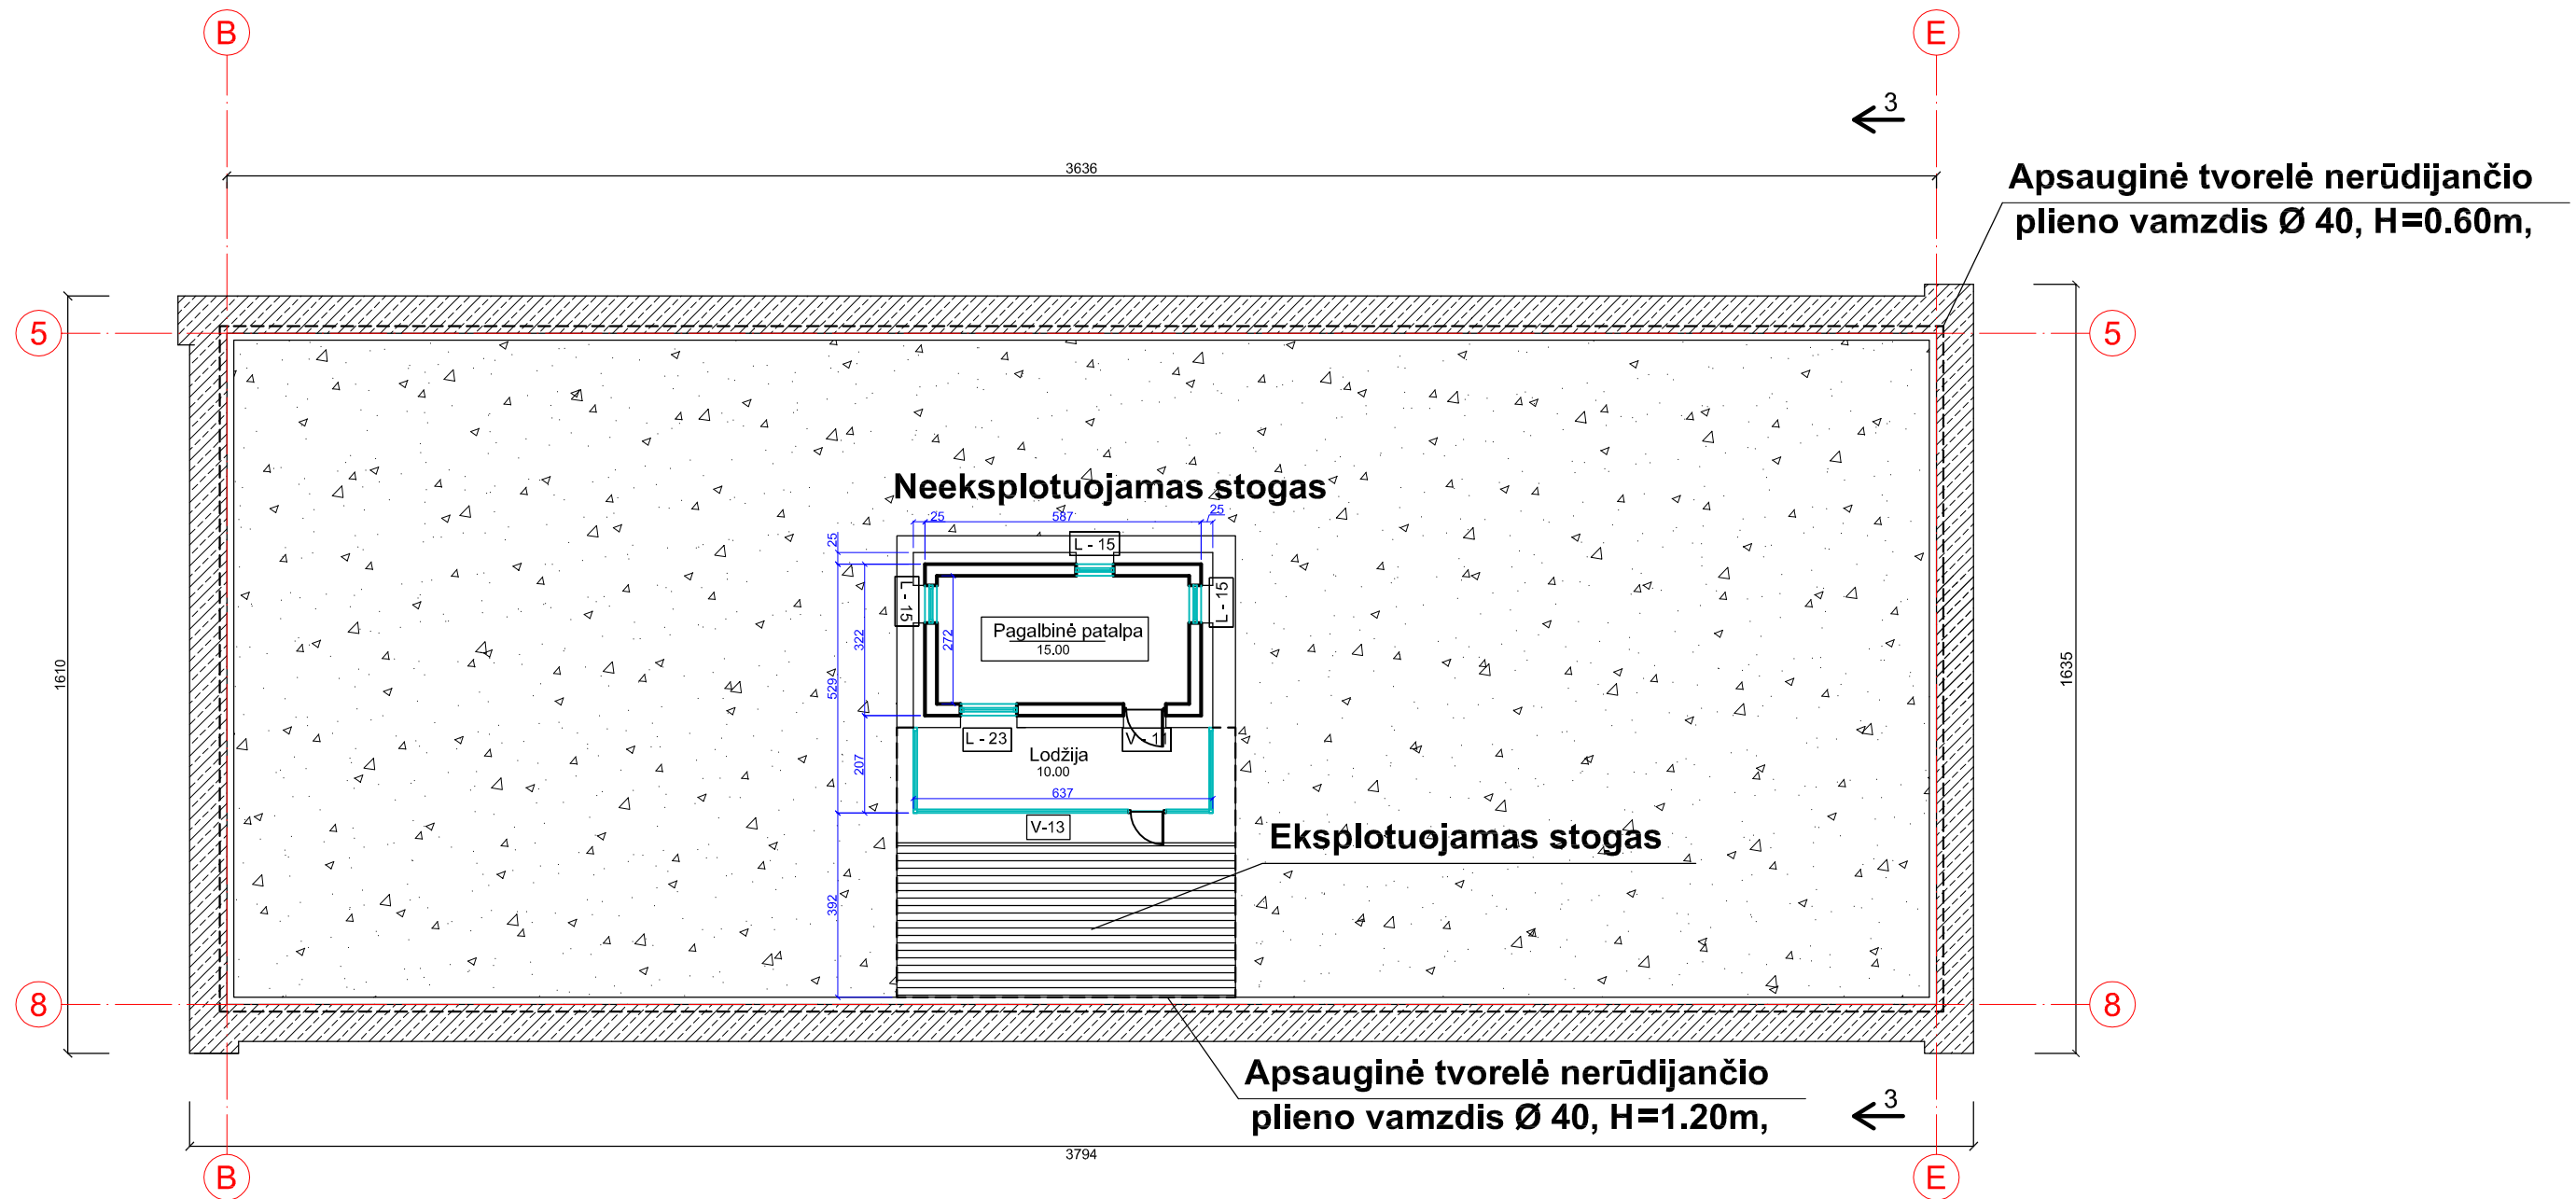 B
E
3
3636
Apsauginė tvorelė nerūdijančio
plieno vamzdis Ø 40, H=0.60m,
5
5
Neeksplotuojamas stogas
25
587
25
25
L - 15
L - 15
L - 15
322
272
529
Pagalbinė patalpa
15.00
1610
1635
L - 23
V - 11
Lodžija
10.00
207
637
V-13
Eksplotuojamas stogas
392
8
8
Apsauginė tvorelė nerūdijančio
plieno vamzdis Ø 40, H=1.20m,
3
3794
B
E